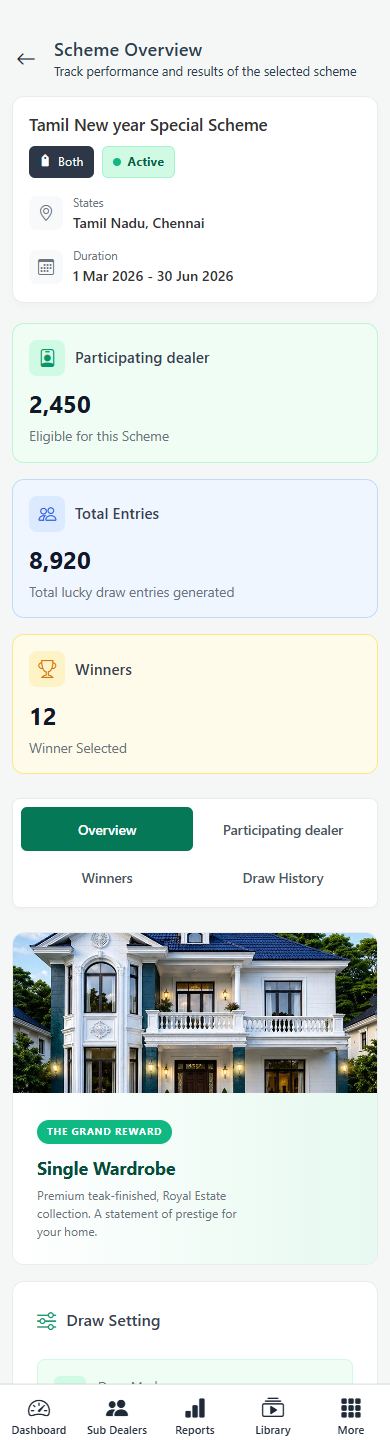 Scheme Overview
Track performance and results of the selected scheme
Tamil New year Special Scheme
Both
Active
States
Tamil Nadu, Chennai
Duration
1 Mar 2026 - 30 Jun 2026
Participating dealer
2,450
Eligible for this Scheme
Total Entries
8,920
Total lucky draw entries generated
Winners
12
Winner Selected
Overview
Participating dealer
Winners
Draw History
THE GRAND REWARD
Single Wardrobe
Premium teak-finished, Royal Estate
collection. A statement of prestige for
your home.
Draw Setting
Dashboard
Sub Dealers
Reports
Library
More